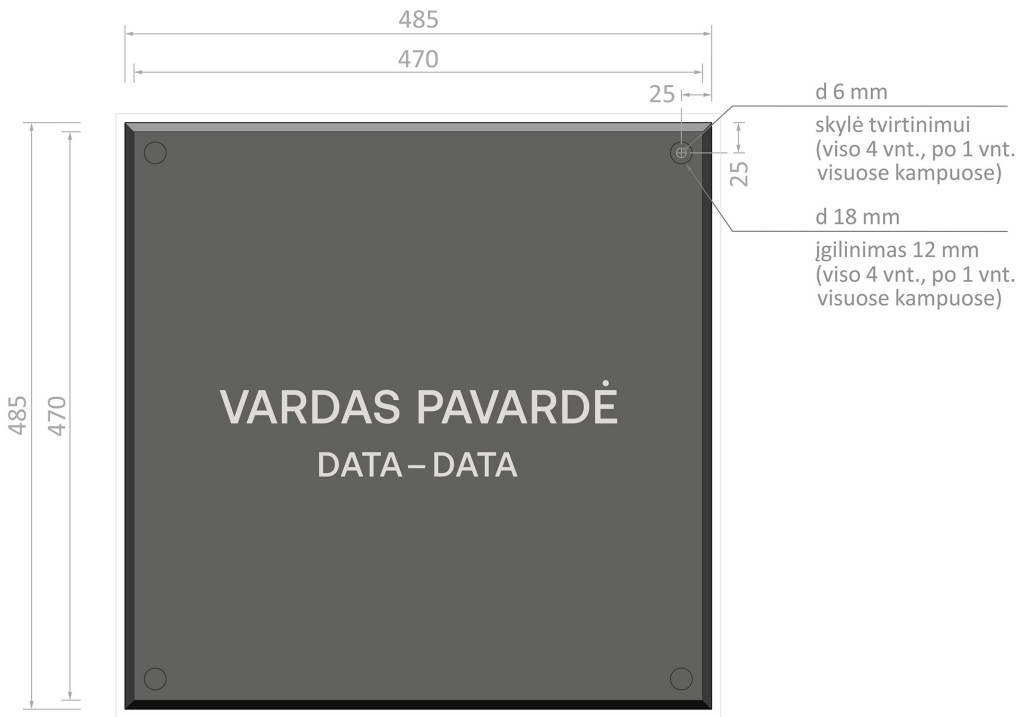 485
470
25
d 6 mm
skylė tvirtinimui
(viso 4 vnt., po 1 vnt.
visuose kampuose)
25
d 18 mm
įgilinimas 12 mm
(viso 4 vnt., po 1 vnt.
visuose kampuose)
485
470
VARDAS PAVARDĖ
DATA – DATA